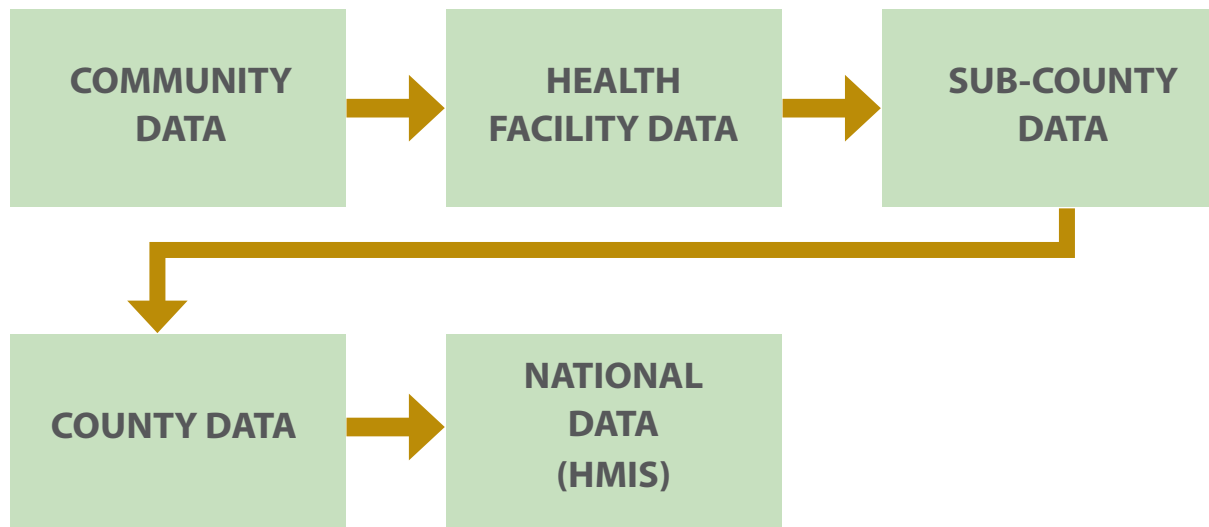 COMMUNITY
DATA
HEALTH
FACILITY DATA
SUB-COUNTY
DATA
COUNTY DATA
NATIONAL
DATA
(HMIS)